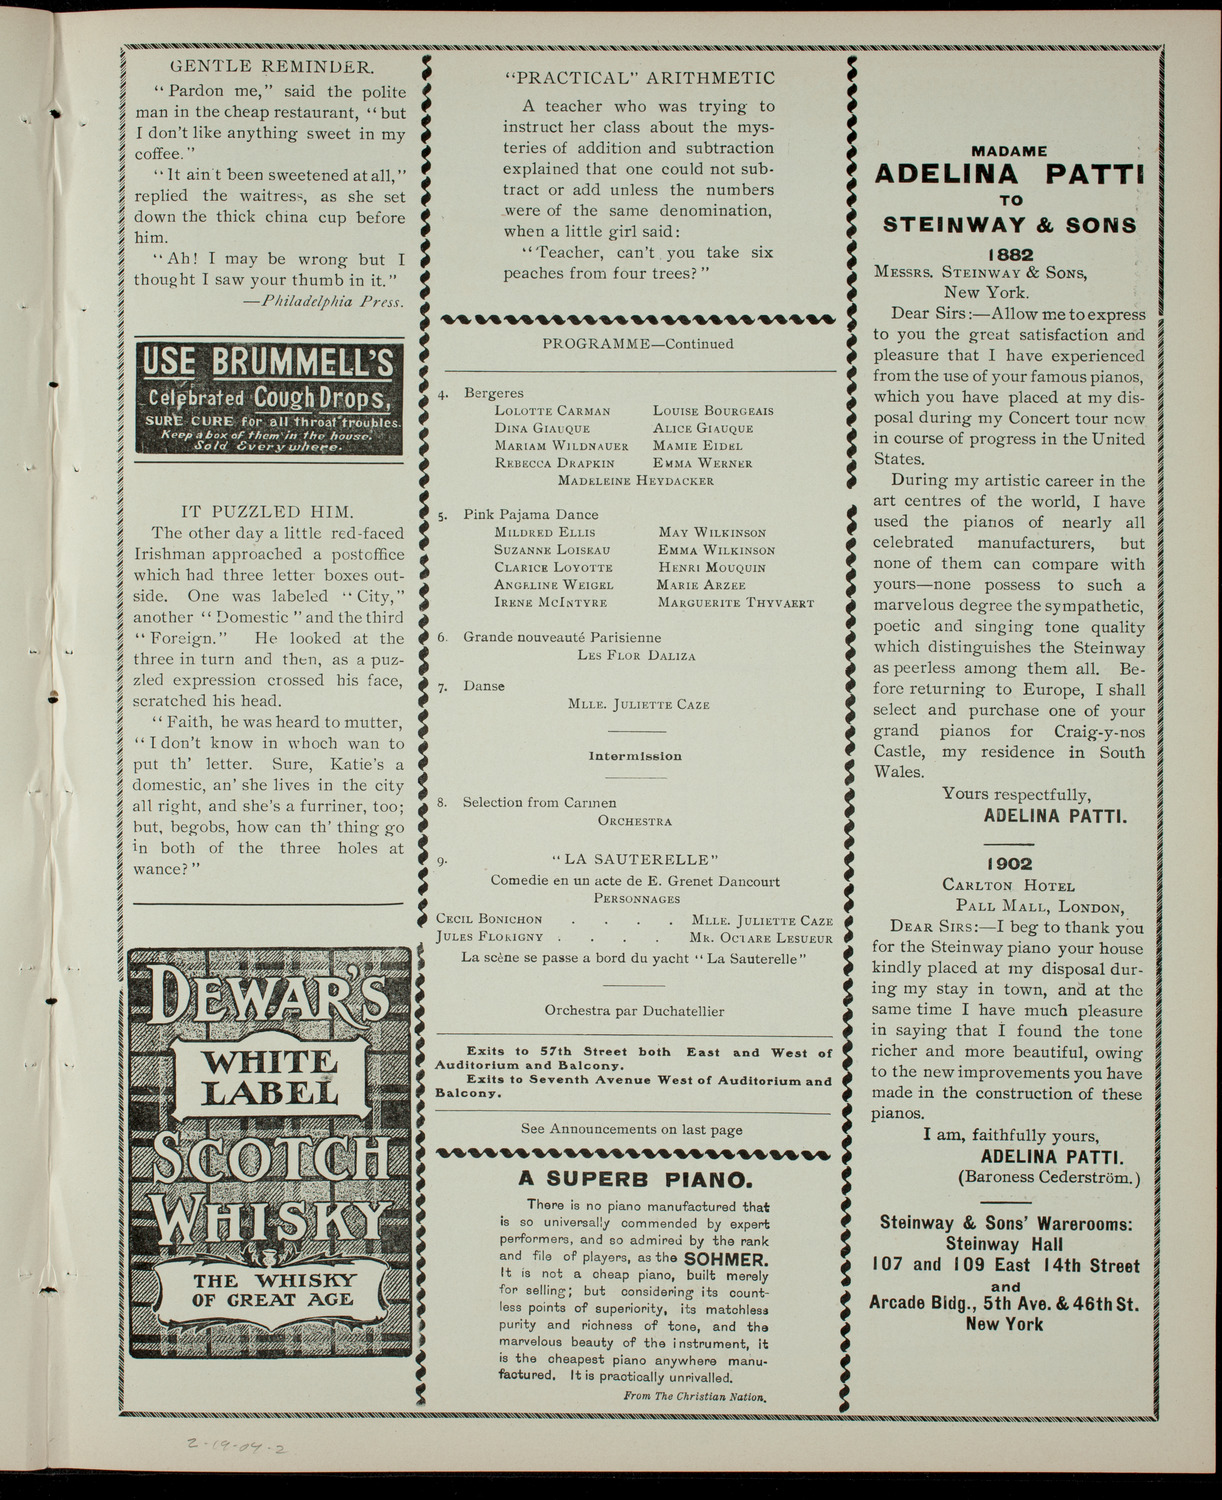 GENTLE REMINDER.
“Pardon me,” said the polite
man in the cheap restaurant, “but
I don't like anything sweet in my
coffee.”
“It ain't been sweetened at all,”
replied the waitress, as she set
down the thick china cup before
him.
“Ah! I may be wrong but I
thought I saw your thumb in it.”
—Philadelphia Press.
USE BRUMMELL'S
Celebrated Cough Drops,
SURE CURE for all throat troubles.
Keep a box of them in the house.
Sold Everywhere.
IT PUZZLED HIM.
The other day a little red-faced
Irishman approached a postoffice
which had three letter boxes out-
side. One was labeled “City,”
another “Domestic” and the third
“Foreign.” He looked at the
three in turn and then, as a puz-
zled expression crossed his face,
scratched his head.
“Faith, he was heard to mutter,
“I don't know in whoch wan to
put th' letter. Sure, Katie's a
domestic, an' she lives in the city
all right, and she's a furriner, too;
but, begobs, how can th' thing go
in both of the three holes at
wance?”
DEWAR'S
WHITE
LABEL
SCOTCH
WHISKY
THE WHISKY
OF GREAT AGE
“PRACTICAL” ARITHMETIC
A teacher who was trying to
instruct her class about the mys-
teries of addition and subtraction
explained that one could not sub-
tract or add unless the numbers
were of the same denomination,
when a little girl said:
“Teacher, can't you take six
peaches from four trees?”
PROGRAMME—Continued
4. Bergeres
LOLOTTE CARMAN LOUISE BOURGEAIS
DINA GIAUQUE ALICE GIAUQUE
MARIAM WILDNAUER MAMIE EIDEL
REBECCA DRAPKIN EMMA WERNER
MADELEINE HEYDACKER
5. Pink Pajama Dance
MILDRED ELLIS MAY WILKINSON
SUZANNE LOISEAU EMMA WILKINSON
CLARICE LOYOTTE HENRI MOUQUIN
ANGELINE WEIGEL MARIE ARZEE
IRENE MCINTYRE MARGUERITE THYVAERT
6. Grande nouveauté Parisienne
LES FLOR DALIZA
7. Danse
MLLE. JULIETTE CAZE
Intermission
8. Selection from Carmen
ORCHESTRA
9. “LA SAUTERELLE”
Comedie en un acte de E. Grenet Dancourt
PERSONNAGES
CECIL BONICHON . . . . MLLE. JULIETTE CAZE
JULES FLORIGNY . . . . MR. OCTARE LESUEUR
La scène se passe a bord du yacht “La Sauterelle”
Orchestra par Duchatellier
Exits to 57th Street both East and West of
Auditorium and Balcony.
Exits to Seventh Avenue West of Auditorium and
Balcony.
See Announcements on last page
A SUPERB PIANO.
There is no piano manufactured that
is so universally commended by expert
performers, and so admired by the rank
and file of players, as the SOHMER.
It is not a cheap piano, built merely
for selling; but considering its count-
less points of superiority, its matchless
purity and richness of tone, and the
marvelous beauty of the instrument, it
is the cheapest piano anywhere manu-
factured. It is practically unrivalled.
From The Christian Nation.
MADAME
ADELINA PATTI
TO
STEINWAY & SONS
1882
MESSRS. STEINWAY & SONS,
New York.
Dear Sirs:—Allow me to express
to you the great satisfaction and
pleasure that I have experienced
from the use of your famous pianos,
which you have placed at my dis-
posal during my Concert tour now
in course of progress in the United
States.
During my artistic career in the
art centres of the world, I have
used the pianos of nearly all
celebrated manufacturers, but
none of them can compare with
yours—none possess to such a
marvelous degree the sympathetic,
poetic and singing tone quality
which distinguishes the Steinway
as peerless among them all. Be-
fore returning to Europe, I shall
select and purchase one of your
grand pianos for Craig-y-nos
Castle, my residence in South
Wales.
Yours respectfully,
ADELINA PATTI.
1902
CARLTON HOTEL
PALL MALL, LONDON,
DEAR SIRS:—I beg to thank you
for the Steinway piano your house
kindly placed at my disposal dur-
ing my stay in town, and at the
same time I have much pleasure
in saying that I found the tone
richer and more beautiful, owing
to the new improvements you have
made in the construction of these
pianos.
I am, faithfully yours,
ADELINA PATTI.
(Baroness Cederström.)
Steinway & Sons' Warerooms:
Steinway Hall
107 and 109 East 14th Street
and
Arcade Bldg., 5th Ave. & 46th St.
New York
2-19-04-2